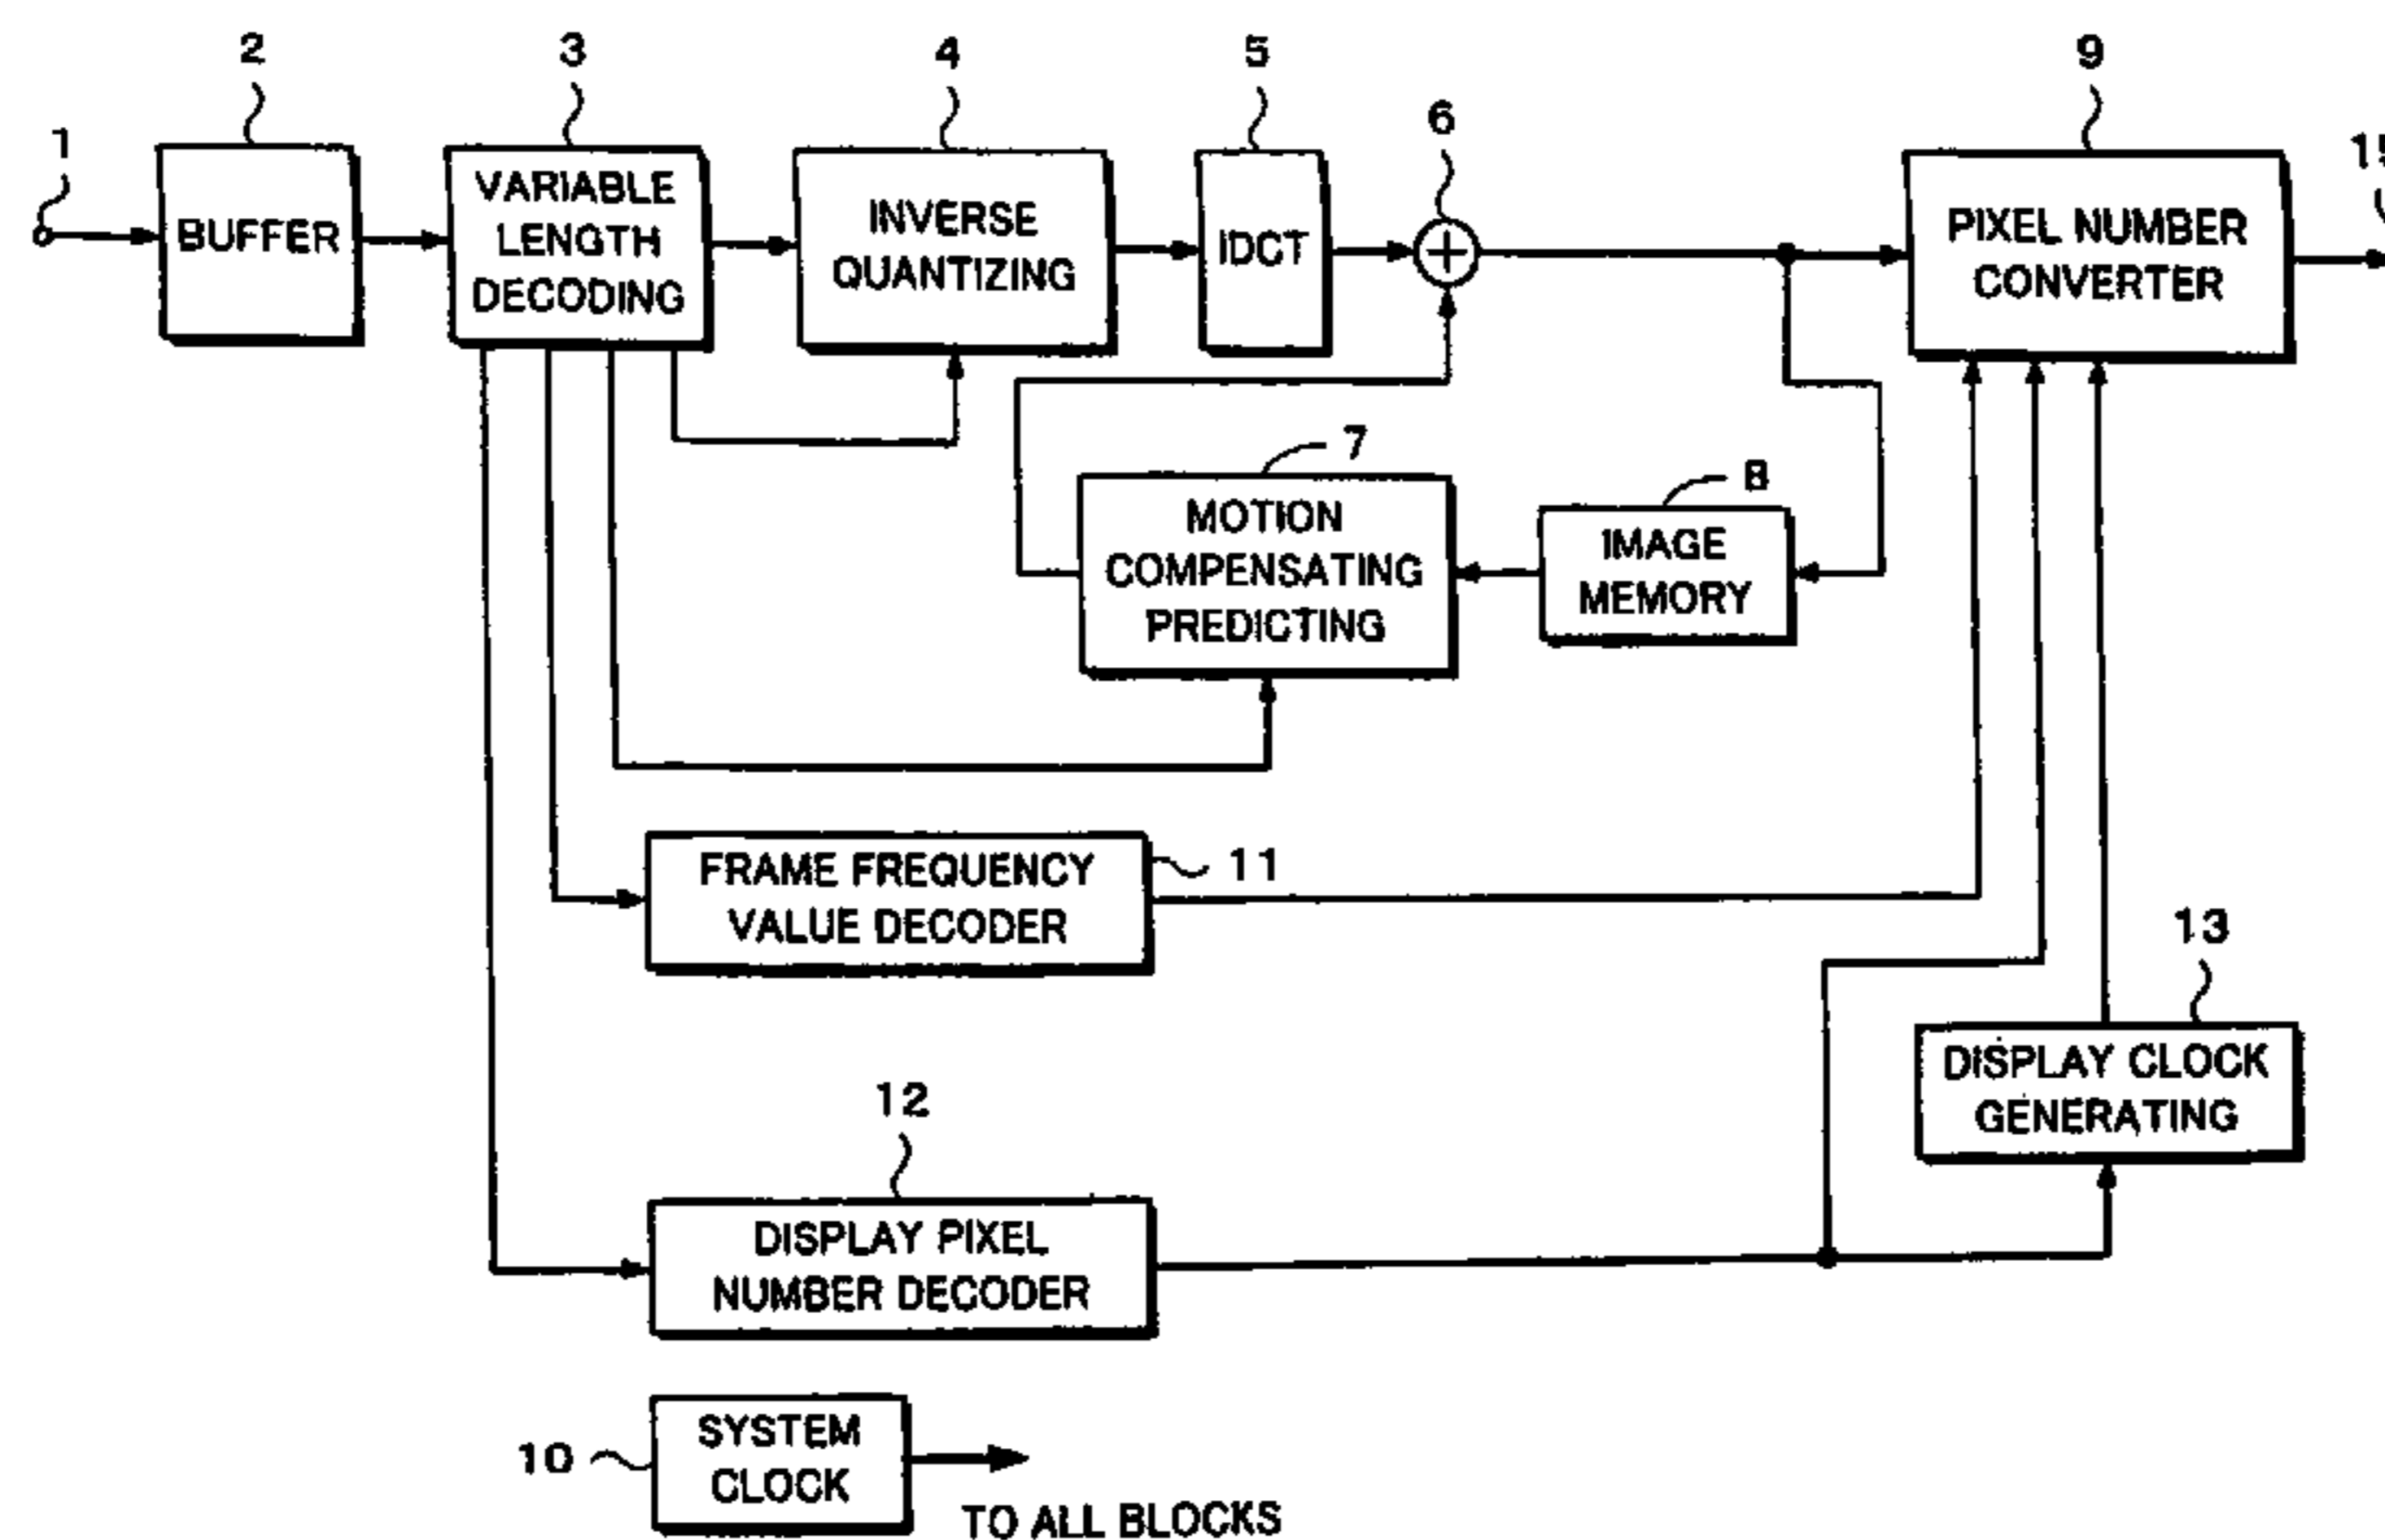 2
3
4
5
9
1
6
15
BUFFER
VARIABLE
LENGTH
DECODING
INVERSE
QUANTIZING
IDCT
PIXEL NUMBER
CONVERTER
7
8
MOTION
COMPENSATING
PREDICTING
IMAGE
MEMORY
FRAME FREQUENCY
VALUE DECODER
11
13
DISPLAY CLOCK
GENERATING
12
DISPLAY PIXEL
NUMBER DECODER
10
SYSTEM
CLOCK
TO ALL BLOCKS